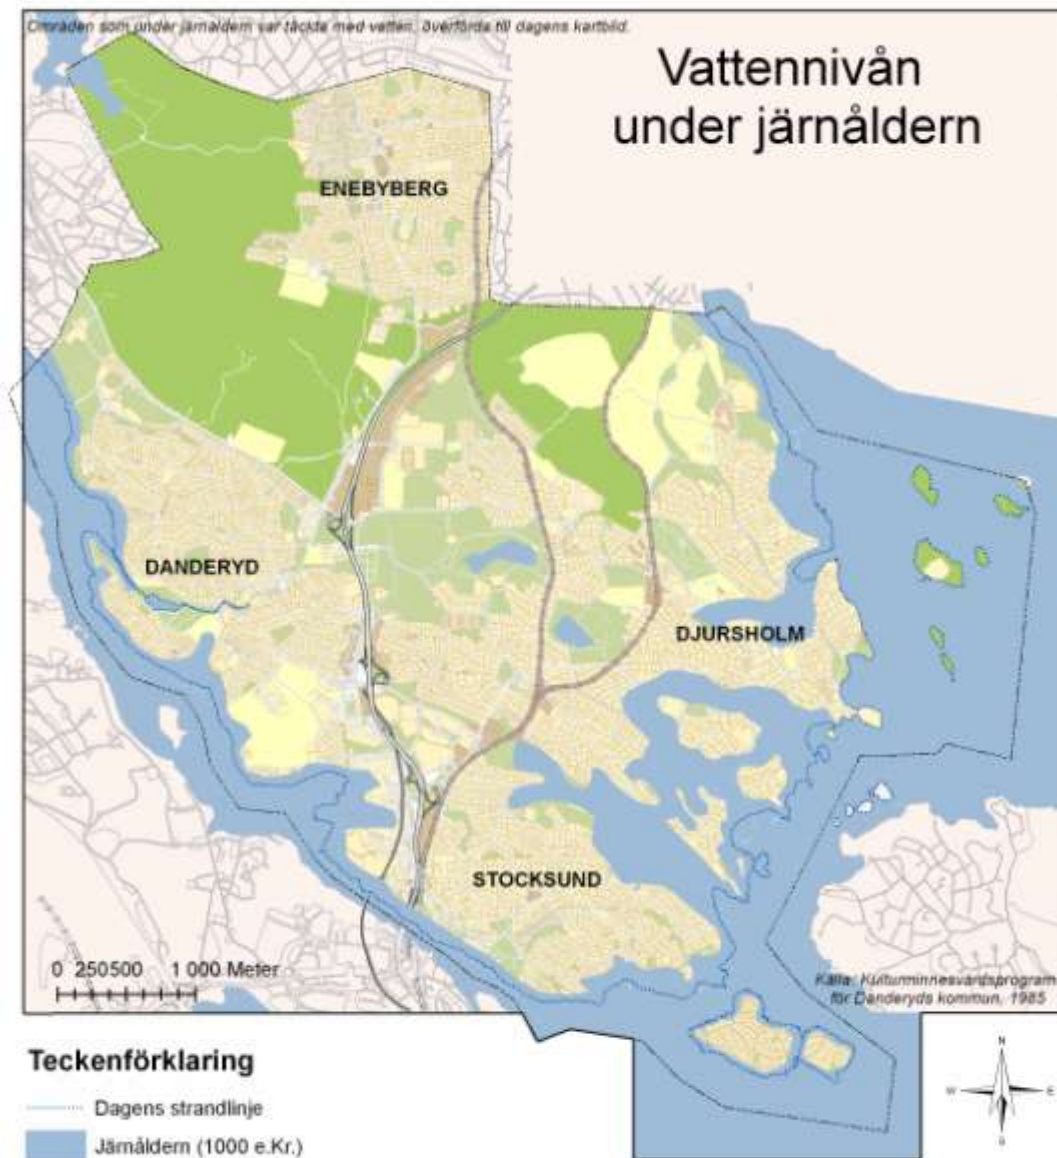 Områden som under järnåldern var täckta med vatten, överförda till dagens kartbild.
Vattennivån
under järnåldern
ENEBYBERG
DANDERYD
DJURSHOLM
STOCKSUND
0 250500 1 000 Meter
Källa: Kulturminnesvårdsprogram
för Danderyds kommun, 1985
Teckenförklaring
Dagens strandlinje
Järnåldern (1000 e.Kr.)
N
W E
S